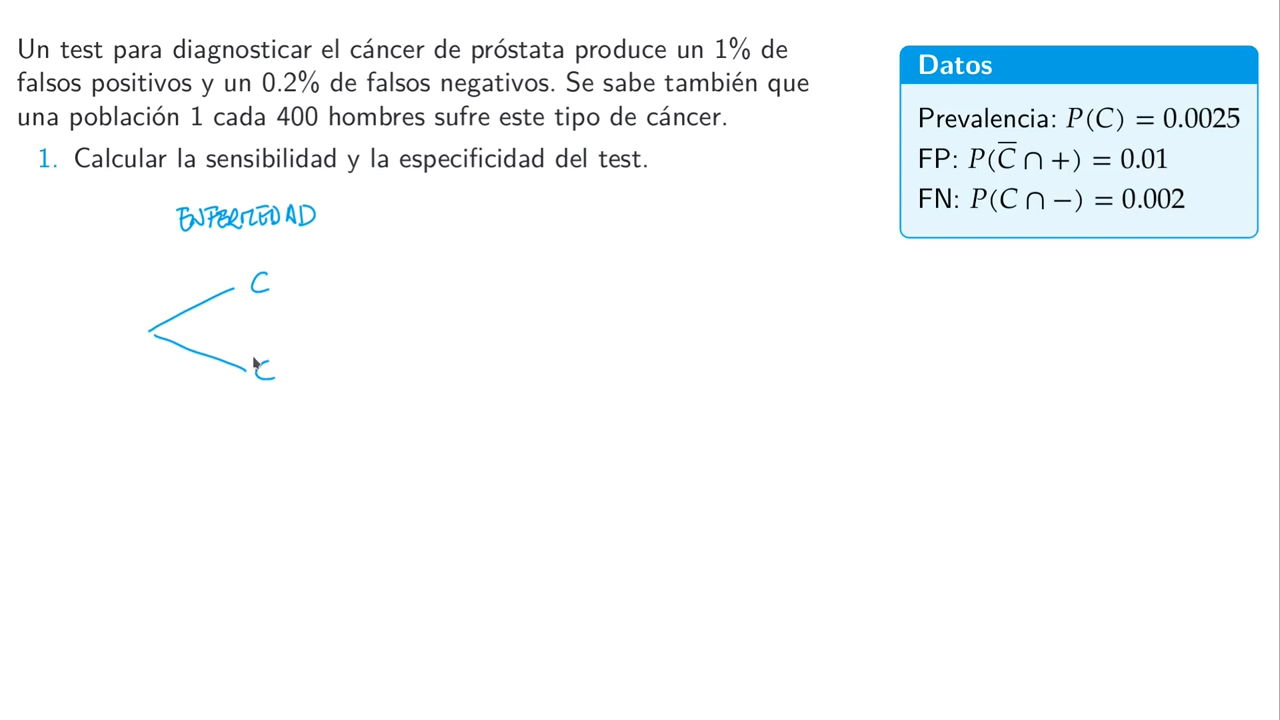 Un test para diagnosticar el cáncer de próstata produce un 1% de
falsos positivos y un 0.2% de falsos negativos. Se sabe también que
una población 1 cada 400 hombres sufre este tipo de cáncer.
1. Calcular la sensibilidad y la especificidad del test.
ENFERMEDAD
C
C
Datos
Prevalencia: P(C) = 0.0025
FP: P(C̅ ∩ +) = 0.01
FN: P(C ∩ −) = 0.002